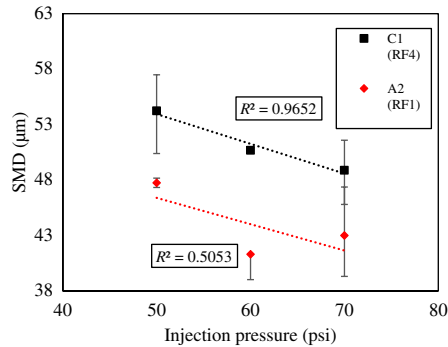 63
58
53
48
43
38
SMD (µm)
C1
(RF4)
A2
(RF1)
R² = 0.9652
R² = 0.5053
40 50 60 70 80
Injection pressure (psi)